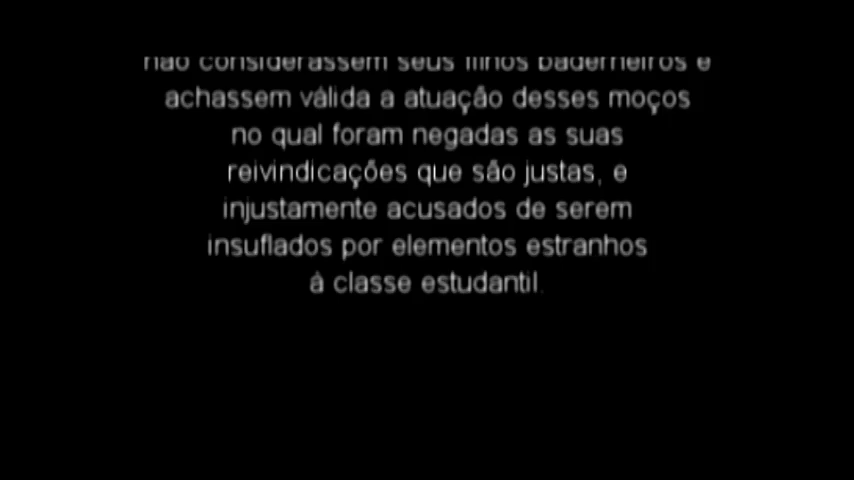 não considerassem seus filhos baderneiros e
achassem válida a atuação desses moços
no qual foram negadas as suas
reivindicações que são justas, e
injustamente acusados de serem
insuflados por elementos estranhos
à classe estudantil.